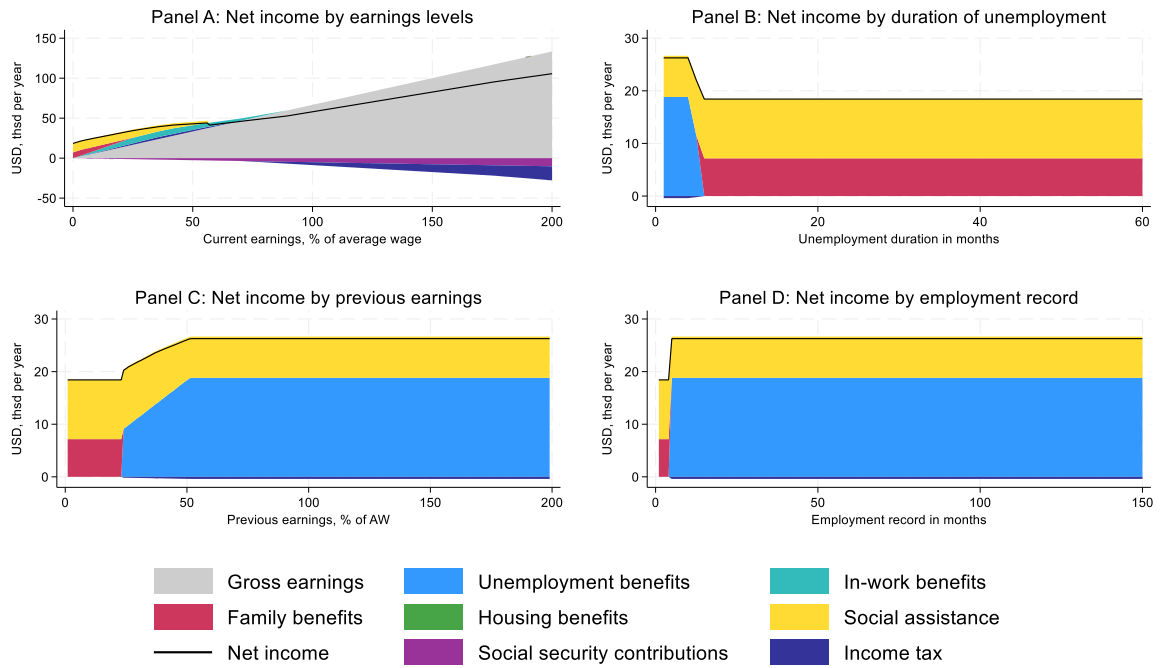 Panel A: Net income by earnings levels
USD, thsd per year
150
100
50
0
-50
0 50 100 150 200
Current earnings, % of average wage
Panel B: Net income by duration of unemployment
USD, thsd per year
30
20
10
0
0 20 40 60
Unemployment duration in months
Panel C: Net income by previous earnings
USD, thsd per year
30
20
10
0
0 50 100 150 200
Previous earnings, % of AW
Panel D: Net income by employment record
USD, thsd per year
30
20
10
0
0 50 100 150
Employment record in months
Gross earnings Unemployment benefits In-work benefits
Family benefits Housing benefits Social assistance
Net income Social security contributions Income tax